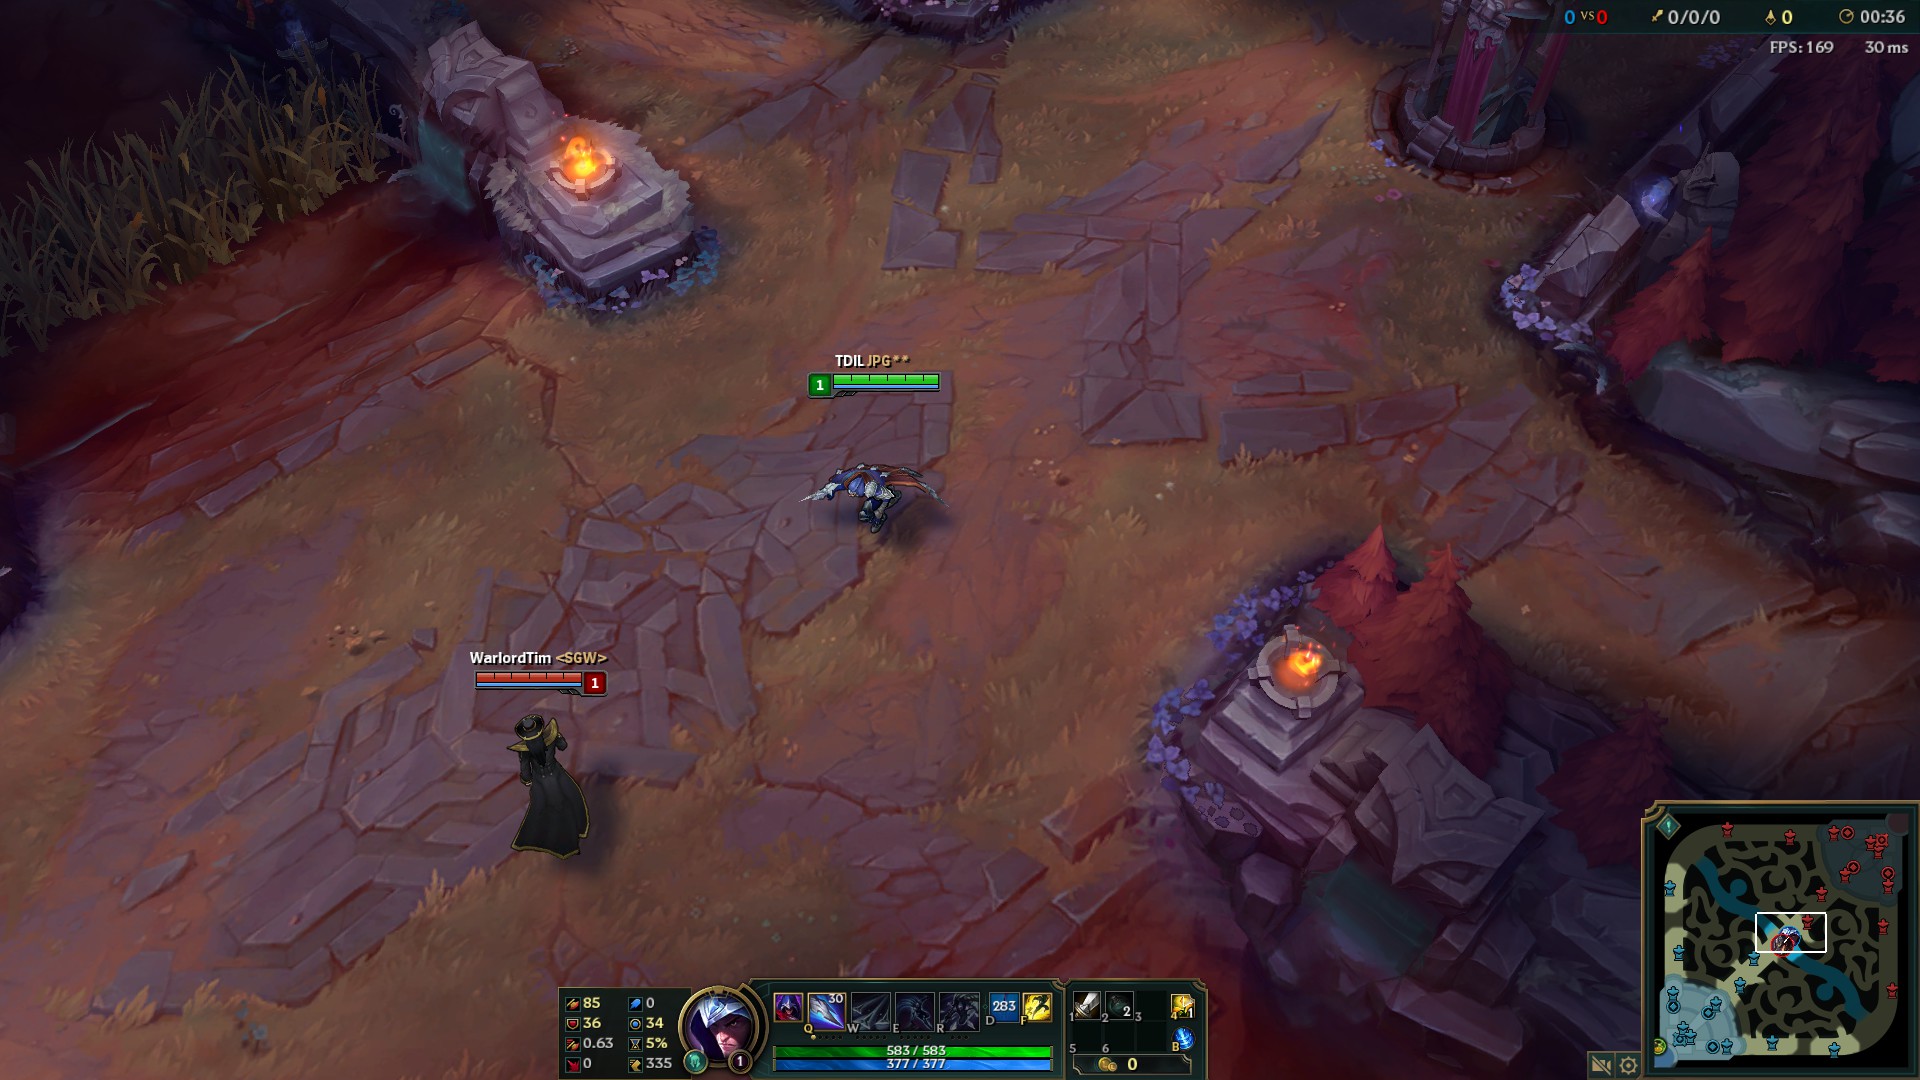 0 VS 0 0/0/0 0 00:36
FPS: 169 30 ms
TDIL JPG**
1
WarlordTim <SGW>
1
85 0
36 34
0.63 5%
0 335
1
30
Q W E R
283
D F
1 2 2 3 4 1
5 6 B
583 / 583
377 / 377
0